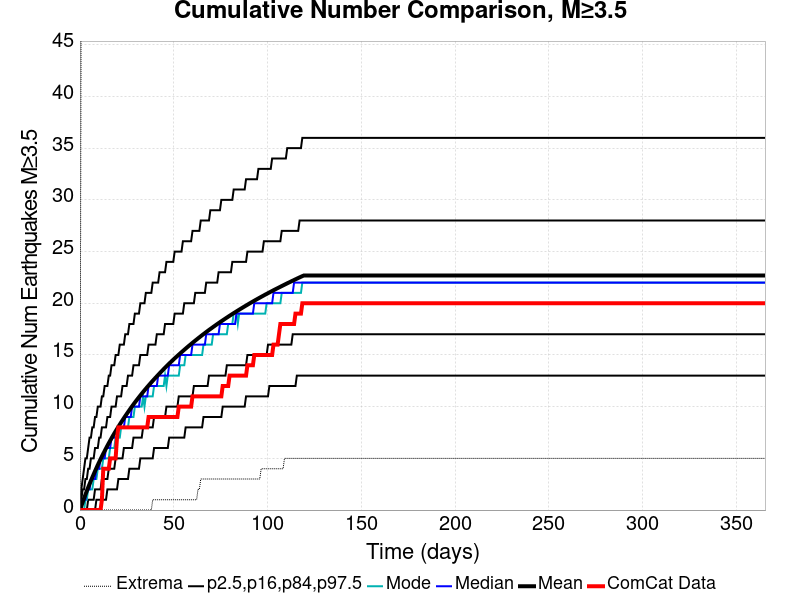 Cumulative Number Comparison, M≥3.5
Cumulative Num Earthquakes M≥3.5
45
40
35
30
25
20
15
10
5
0
0 50 100 150 200 250 300 350
Time (days)
Extrema p2.5,p16,p84,p97.5 Mode Median Mean ComCat Data